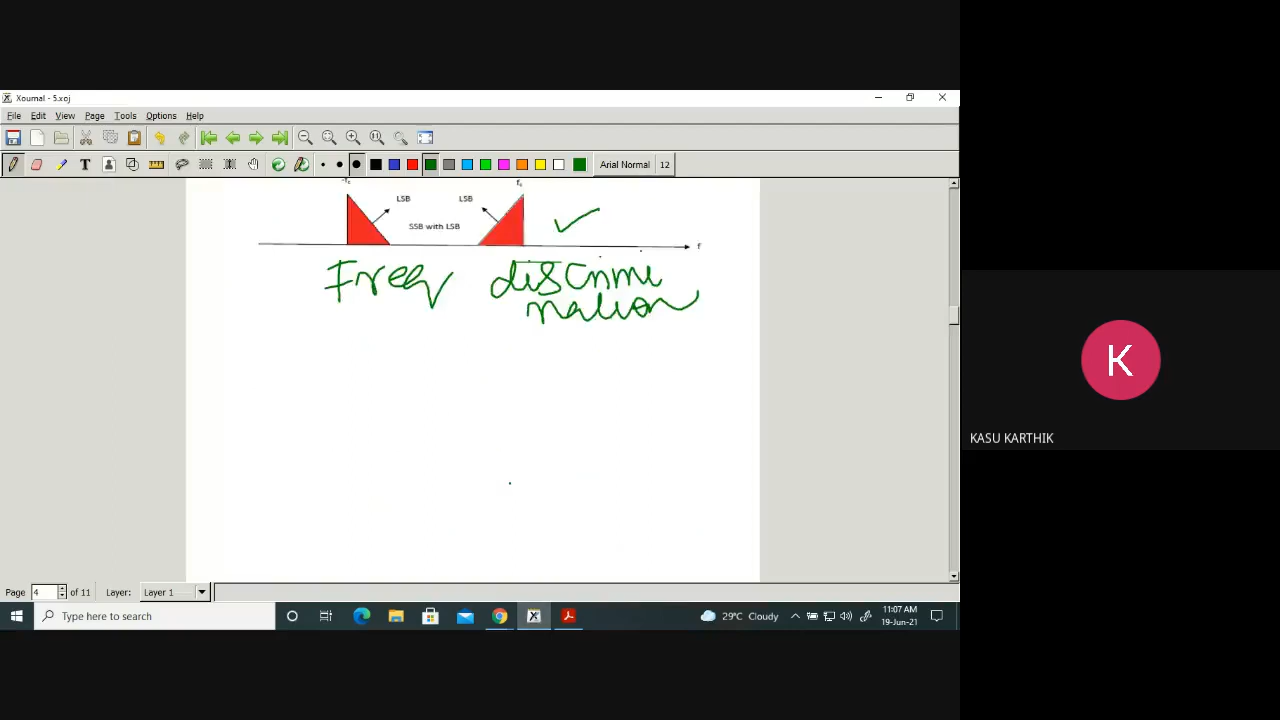 Xournal - 5.xoj
File Edit View Page Tools Options Help
Arial Normal 12
-fc fc
LSB LSB
SSB with LSB
f
Freq discrimi
nation
K
KASU KARTHIK
Page 4 of 11 Layer: Layer 1
Type here to search
29°C Cloudy
11:07 AM
19-Jun-21